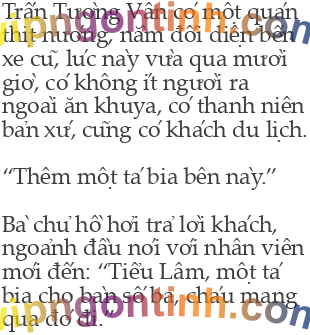 Trấn Tường Vân có một quán
thịt nướng, nằm đối diện bến
xe cũ, lúc này vừa qua mười
giờ, có không ít người ra
ngoài ăn khuya, có thanh niên
bản xứ, cũng có khách du lịch.
“Thêm một tá bia bên này.”
Bà chủ hồ hởi trả lời khách,
ngoảnh đầu nói với nhân viên
mới đến: “Tiểu Lâm, một tá
bia cho bàn số ba, cháu mang
qua đó đi.”
vipngontinh.com
vipngontinh.com